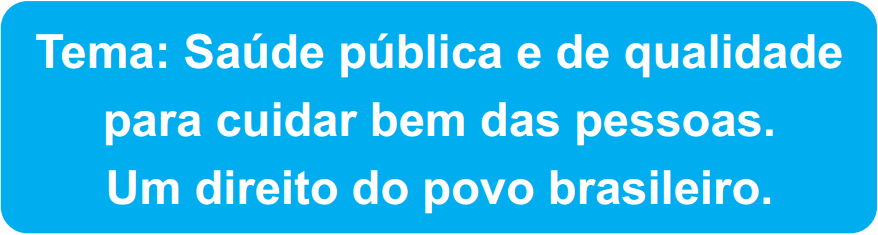 Tema: Saúde pública e de qualidade
para cuidar bem das pessoas.
Um direito do povo brasileiro.